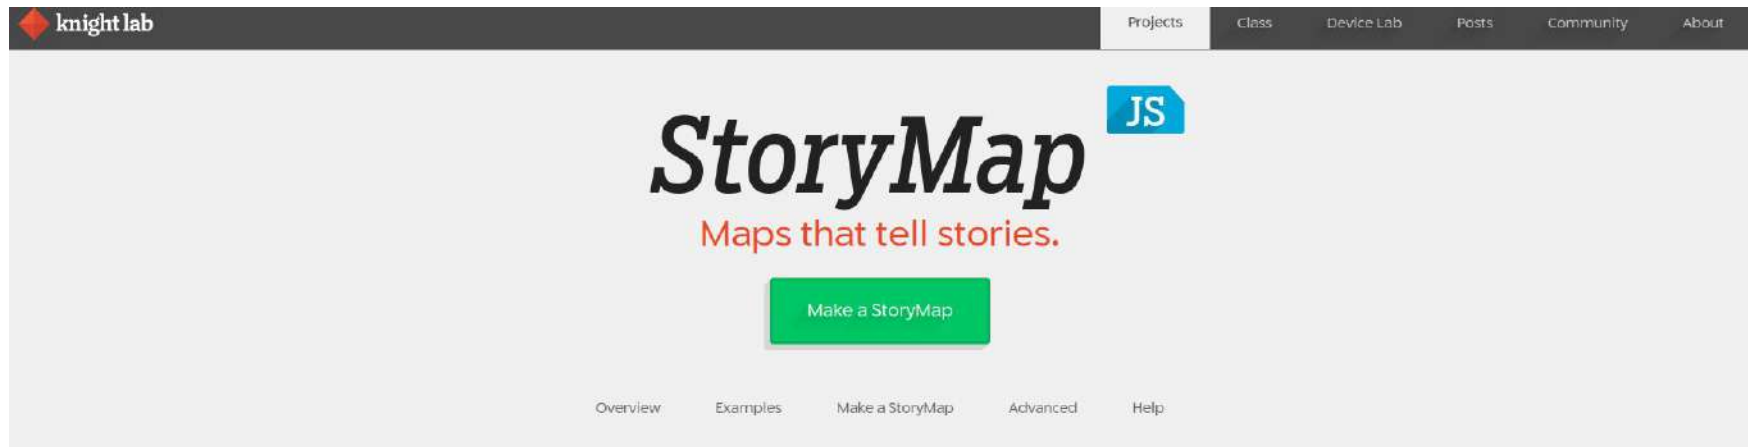 knight lab
Projects Class Device Lab Posts Community About
StoryMap JS
Maps that tell stories.
Make a StoryMap
Overview Examples Make a StoryMap Advanced Help